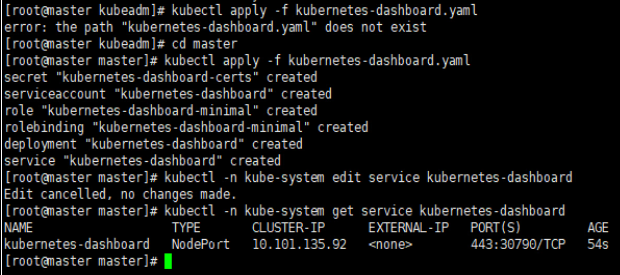 [root@master kubeadm]# kubectl apply -f kubernetes-dashboard.yaml
error: the path "kubernetes-dashboard.yaml" does not exist
[root@master kubeadm]# cd master
[root@master master]# kubectl apply -f kubernetes-dashboard.yaml
secret "kubernetes-dashboard-certs" created
serviceaccount "kubernetes-dashboard" created
role "kubernetes-dashboard-minimal" created
rolebinding "kubernetes-dashboard-minimal" created
deployment "kubernetes-dashboard" created
service "kubernetes-dashboard" created
[root@master master]# kubectl -n kube-system edit service kubernetes-dashboard
Edit cancelled, no changes made.
[root@master master]# kubectl -n kube-system get service kubernetes-dashboard
NAME TYPE CLUSTER-IP EXTERNAL-IP PORT(S) AGE
kubernetes-dashboard NodePort 10.101.135.92 <none> 443:30790/TCP 54s
[root@master master]#